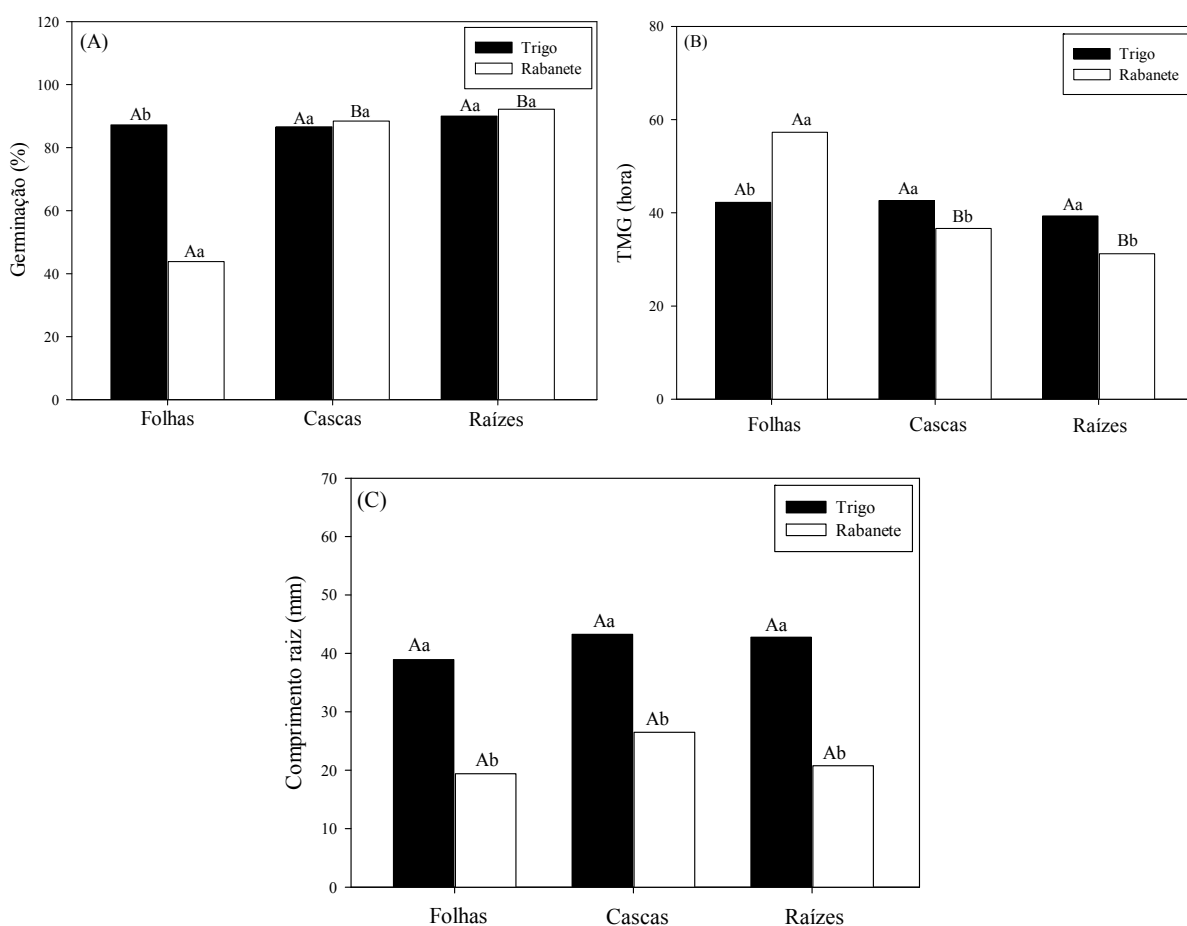 (A)
Trigo
Rabanete
Germinação (%)
120
100
80
60
40
20
0
Ab
Aa
Aa
Ba
Aa
Ba
Folhas
Cascas
Raízes
(B)
Trigo
Rabanete
TMG (hora)
80
60
40
20
0
Ab
Aa
Aa
Bb
Aa
Bb
Folhas
Cascas
Raízes
(C)
Trigo
Rabanete
Comprimento raiz (mm)
70
60
50
40
30
20
10
0
Aa
Ab
Aa
Ab
Aa
Ab
Folhas
Cascas
Raízes